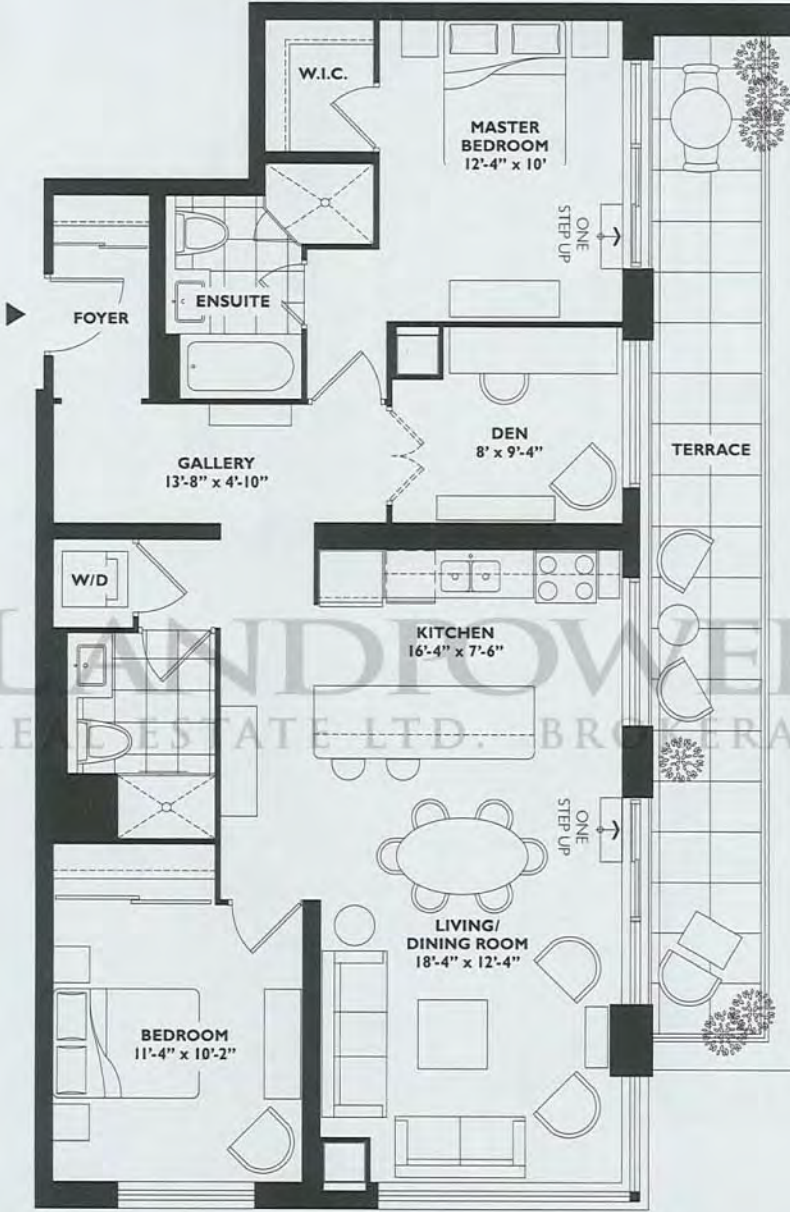 W.I.C.
MASTER
BEDROOM
12'-4" x 10'
ONE
STEP UP
ENSUITE
FOYER
DEN
8' x 9'-4"
TERRACE
GALLERY
13'-8" x 4'-10"
W/D
KITCHEN
16'-4" x 7'-6"
LANDPOWE
REAL ESTATE LTD. BROKERA
ONE
STEP UP
LIVING/
DINING ROOM
18'-4" x 12'-4"
BEDROOM
11'-4" x 10'-2"